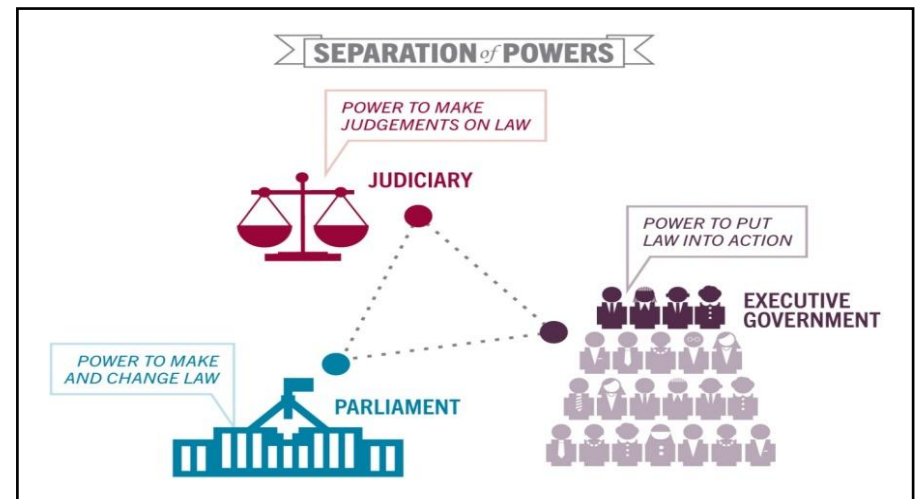 SEPARATION of POWERS
POWER TO MAKE
JUDGEMENTS ON LAW
JUDICIARY
POWER TO PUT
LAW INTO ACTION
EXECUTIVE
GOVERNMENT
POWER TO MAKE
AND CHANGE LAW
PARLIAMENT